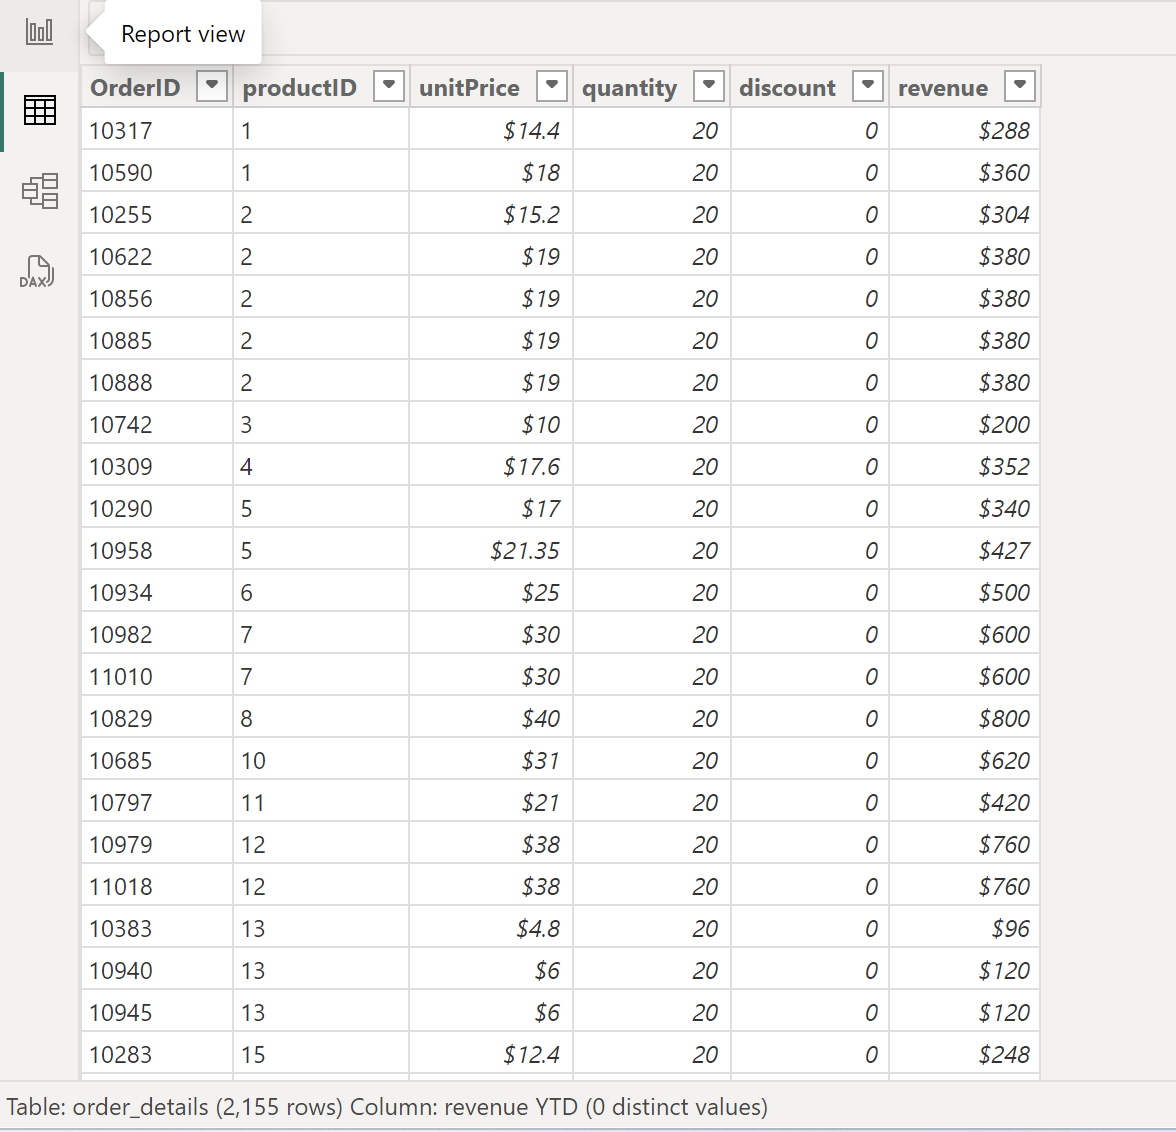 Report view
OrderID productID unitPrice quantity discount revenue
10317 1 $14.4 20 0 $288
10590 1 $18 20 0 $360
10255 2 $15.2 20 0 $304
10622 2 $19 20 0 $380
10856 2 $19 20 0 $380
10885 2 $19 20 0 $380
10888 2 $19 20 0 $380
10742 3 $10 20 0 $200
10309 4 $17.6 20 0 $352
10290 5 $17 20 0 $340
10958 5 $21.35 20 0 $427
10934 6 $25 20 0 $500
10982 7 $30 20 0 $600
11010 7 $30 20 0 $600
10829 8 $40 20 0 $800
10685 10 $31 20 0 $620
10797 11 $21 20 0 $420
10979 12 $38 20 0 $760
11018 12 $38 20 0 $760
10383 13 $4.8 20 0 $96
10940 13 $6 20 0 $120
10945 13 $6 20 0 $120
10283 15 $12.4 20 0 $248
DAX
Table: order_details (2,155 rows) Column: revenue YTD (0 distinct values)